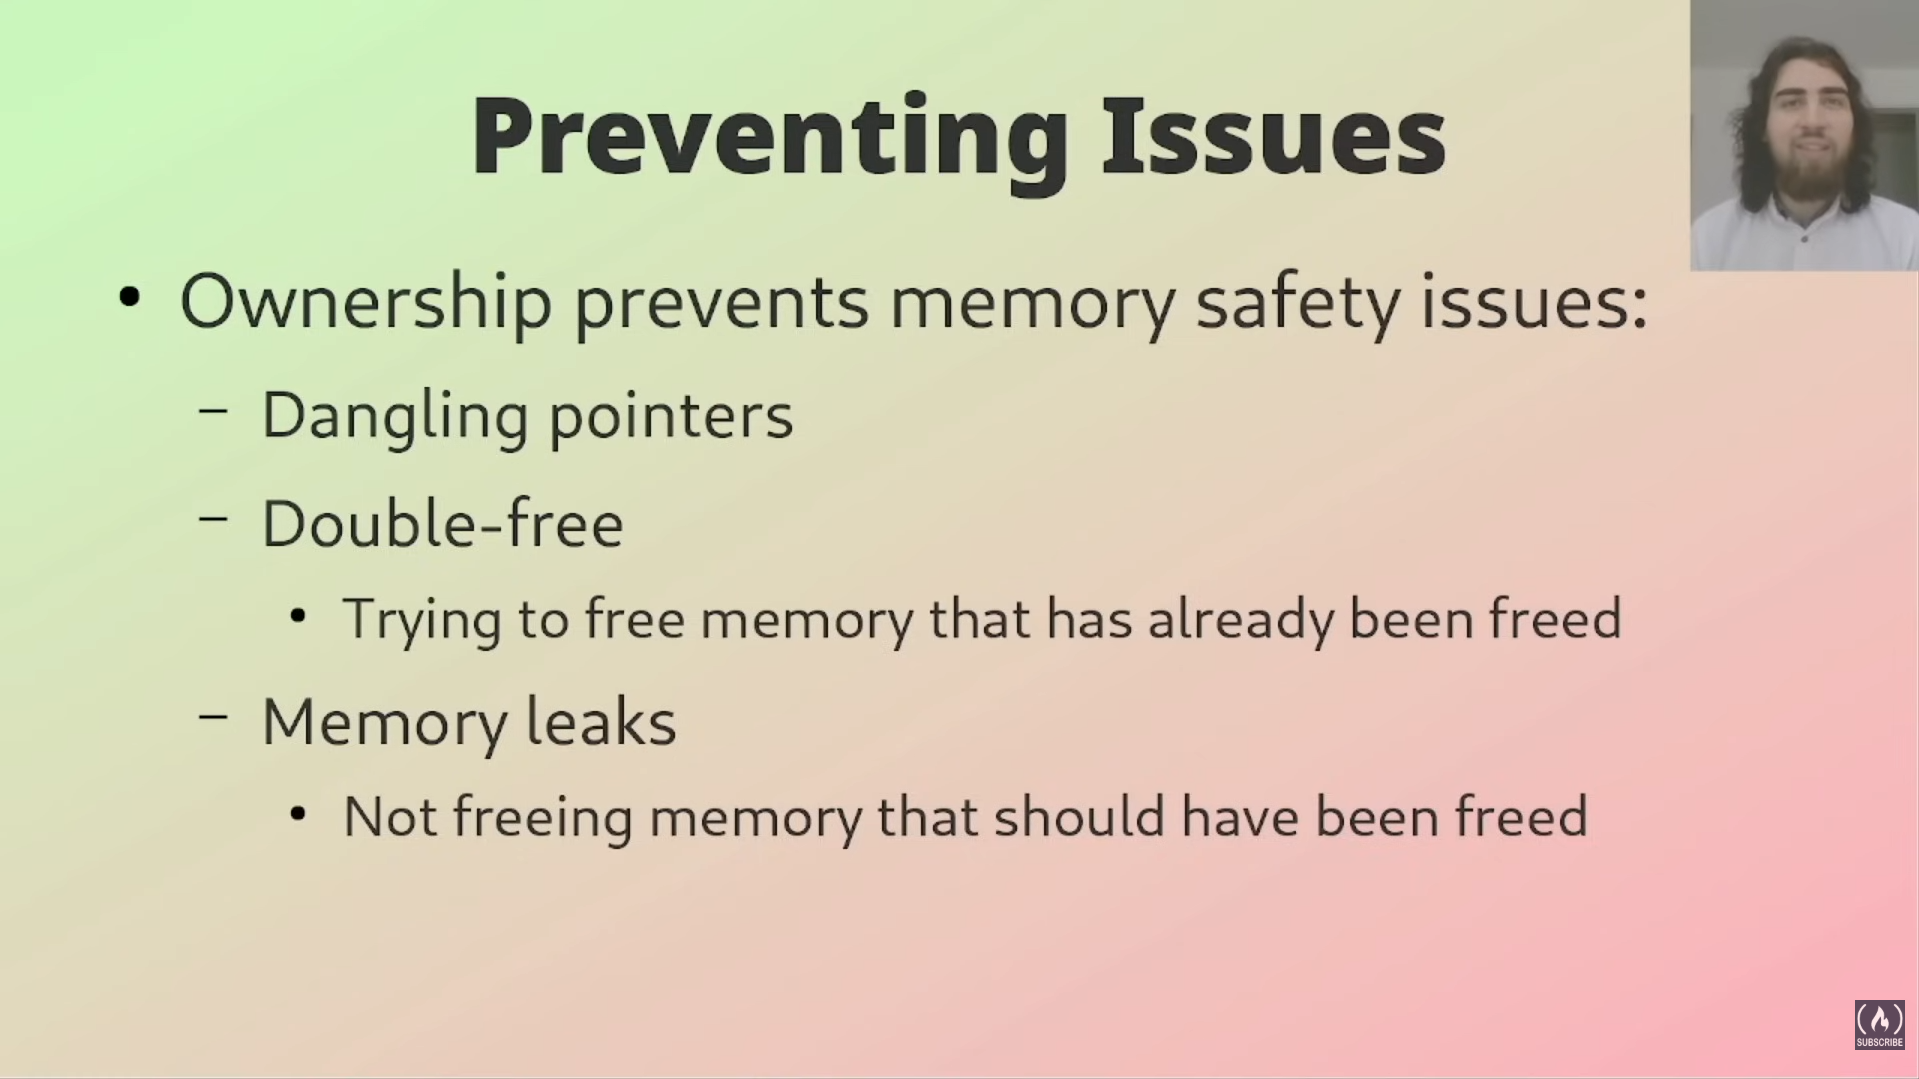 Preventing Issues
• Ownership prevents memory safety issues:
– Dangling pointers
– Double-free
• Trying to free memory that has already been freed
– Memory leaks
• Not freeing memory that should have been freed
SUBSCRIBE